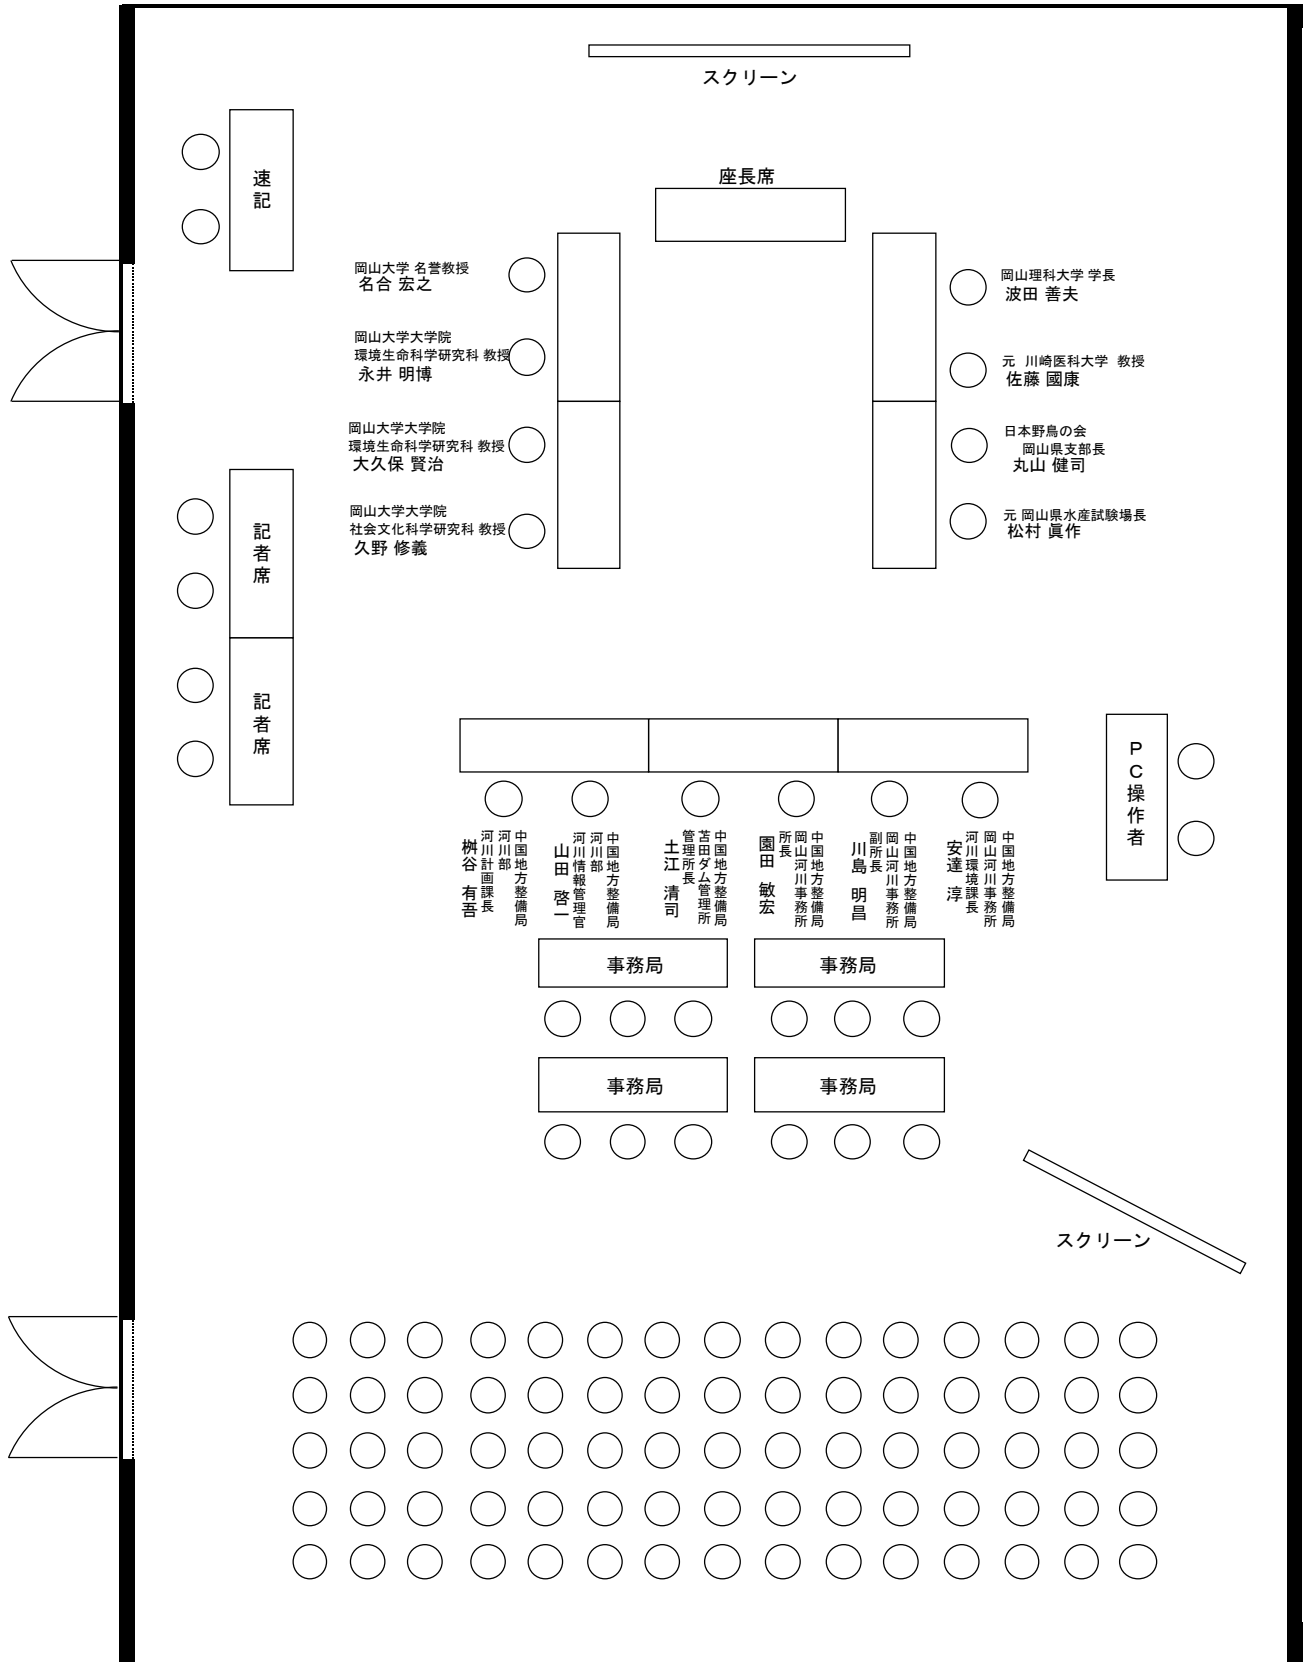 スクリーン
座長席
速記
岡山大学 名誉教授
名合 宏之
岡山大学大学院
環境生命科学研究科 教授
永井 明博
岡山大学大学院
環境生命科学研究科 教授
大久保 賢治
岡山大学大学院
社会文化科学研究科 教授
久野 修義
岡山理科大学 学長
波田 善夫
元 川崎医科大学 教授
佐藤 國康
日本野鳥の会
岡山県支部長
丸山 健司
元 岡山県水産試験場長
松村 眞作
記者席
記者席
PC操作者
中国地方整備局
河川部
河川計画課長
桝谷 有吾
中国地方整備局
河川部
河川情報管理官
山田 啓一
中国地方整備局
苫田ダム管理所
管理所長
土江 清司
中国地方整備局
岡山河川事務所
所長
園田 敏宏
中国地方整備局
岡山河川事務所
副所長
川島 明昌
中国地方整備局
岡山河川事務所
河川環境課長
安達 淳
事務局
事務局
事務局
事務局
スクリーン